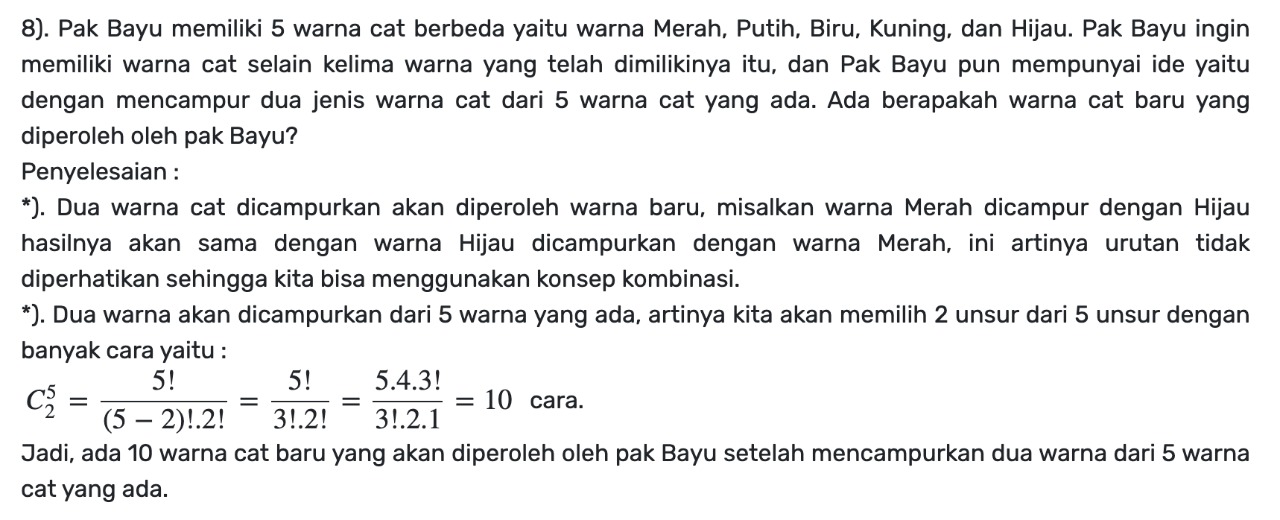 8). Pak Bayu memiliki 5 warna cat berbeda yaitu warna Merah, Putih, Biru, Kuning, dan Hijau. Pak Bayu ingin
memiliki warna cat selain kelima warna yang telah dimilikinya itu, dan Pak Bayu pun mempunyai ide yaitu
dengan mencampur dua jenis warna cat dari 5 warna cat yang ada. Ada berapakah warna cat baru yang
diperoleh oleh pak Bayu?
Penyelesaian :
*). Dua warna cat dicampurkan akan diperoleh warna baru, misalkan warna Merah dicampur dengan Hijau
hasilnya akan sama dengan warna Hijau dicampurkan dengan warna Merah, ini artinya urutan tidak
diperhatikan sehingga kita bisa menggunakan konsep kombinasi.
*). Dua warna akan dicampurkan dari 5 warna yang ada, artinya kita akan memilih 2 unsur dari 5 unsur dengan
banyak cara yaitu :
$C_2^5 = \frac{5!}{(5-2)!.2!} = \frac{5!}{3!.2!} = \frac{5.4.3!}{3!.2.1} = 10$ cara.
Jadi, ada 10 warna cat baru yang akan diperoleh oleh pak Bayu setelah mencampurkan dua warna dari 5 warna
cat yang ada.